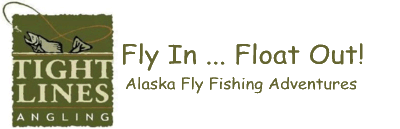 TIGHT
LINES
ANGLING
Fly In ... Float Out!
Alaska Fly Fishing Adventures